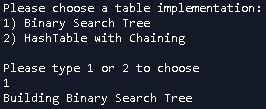 Please choose a table implementation:
1) Binary Search Tree
2) HashTable with Chaining
Please type 1 or 2 to choose
1
Building Binary Search Tree